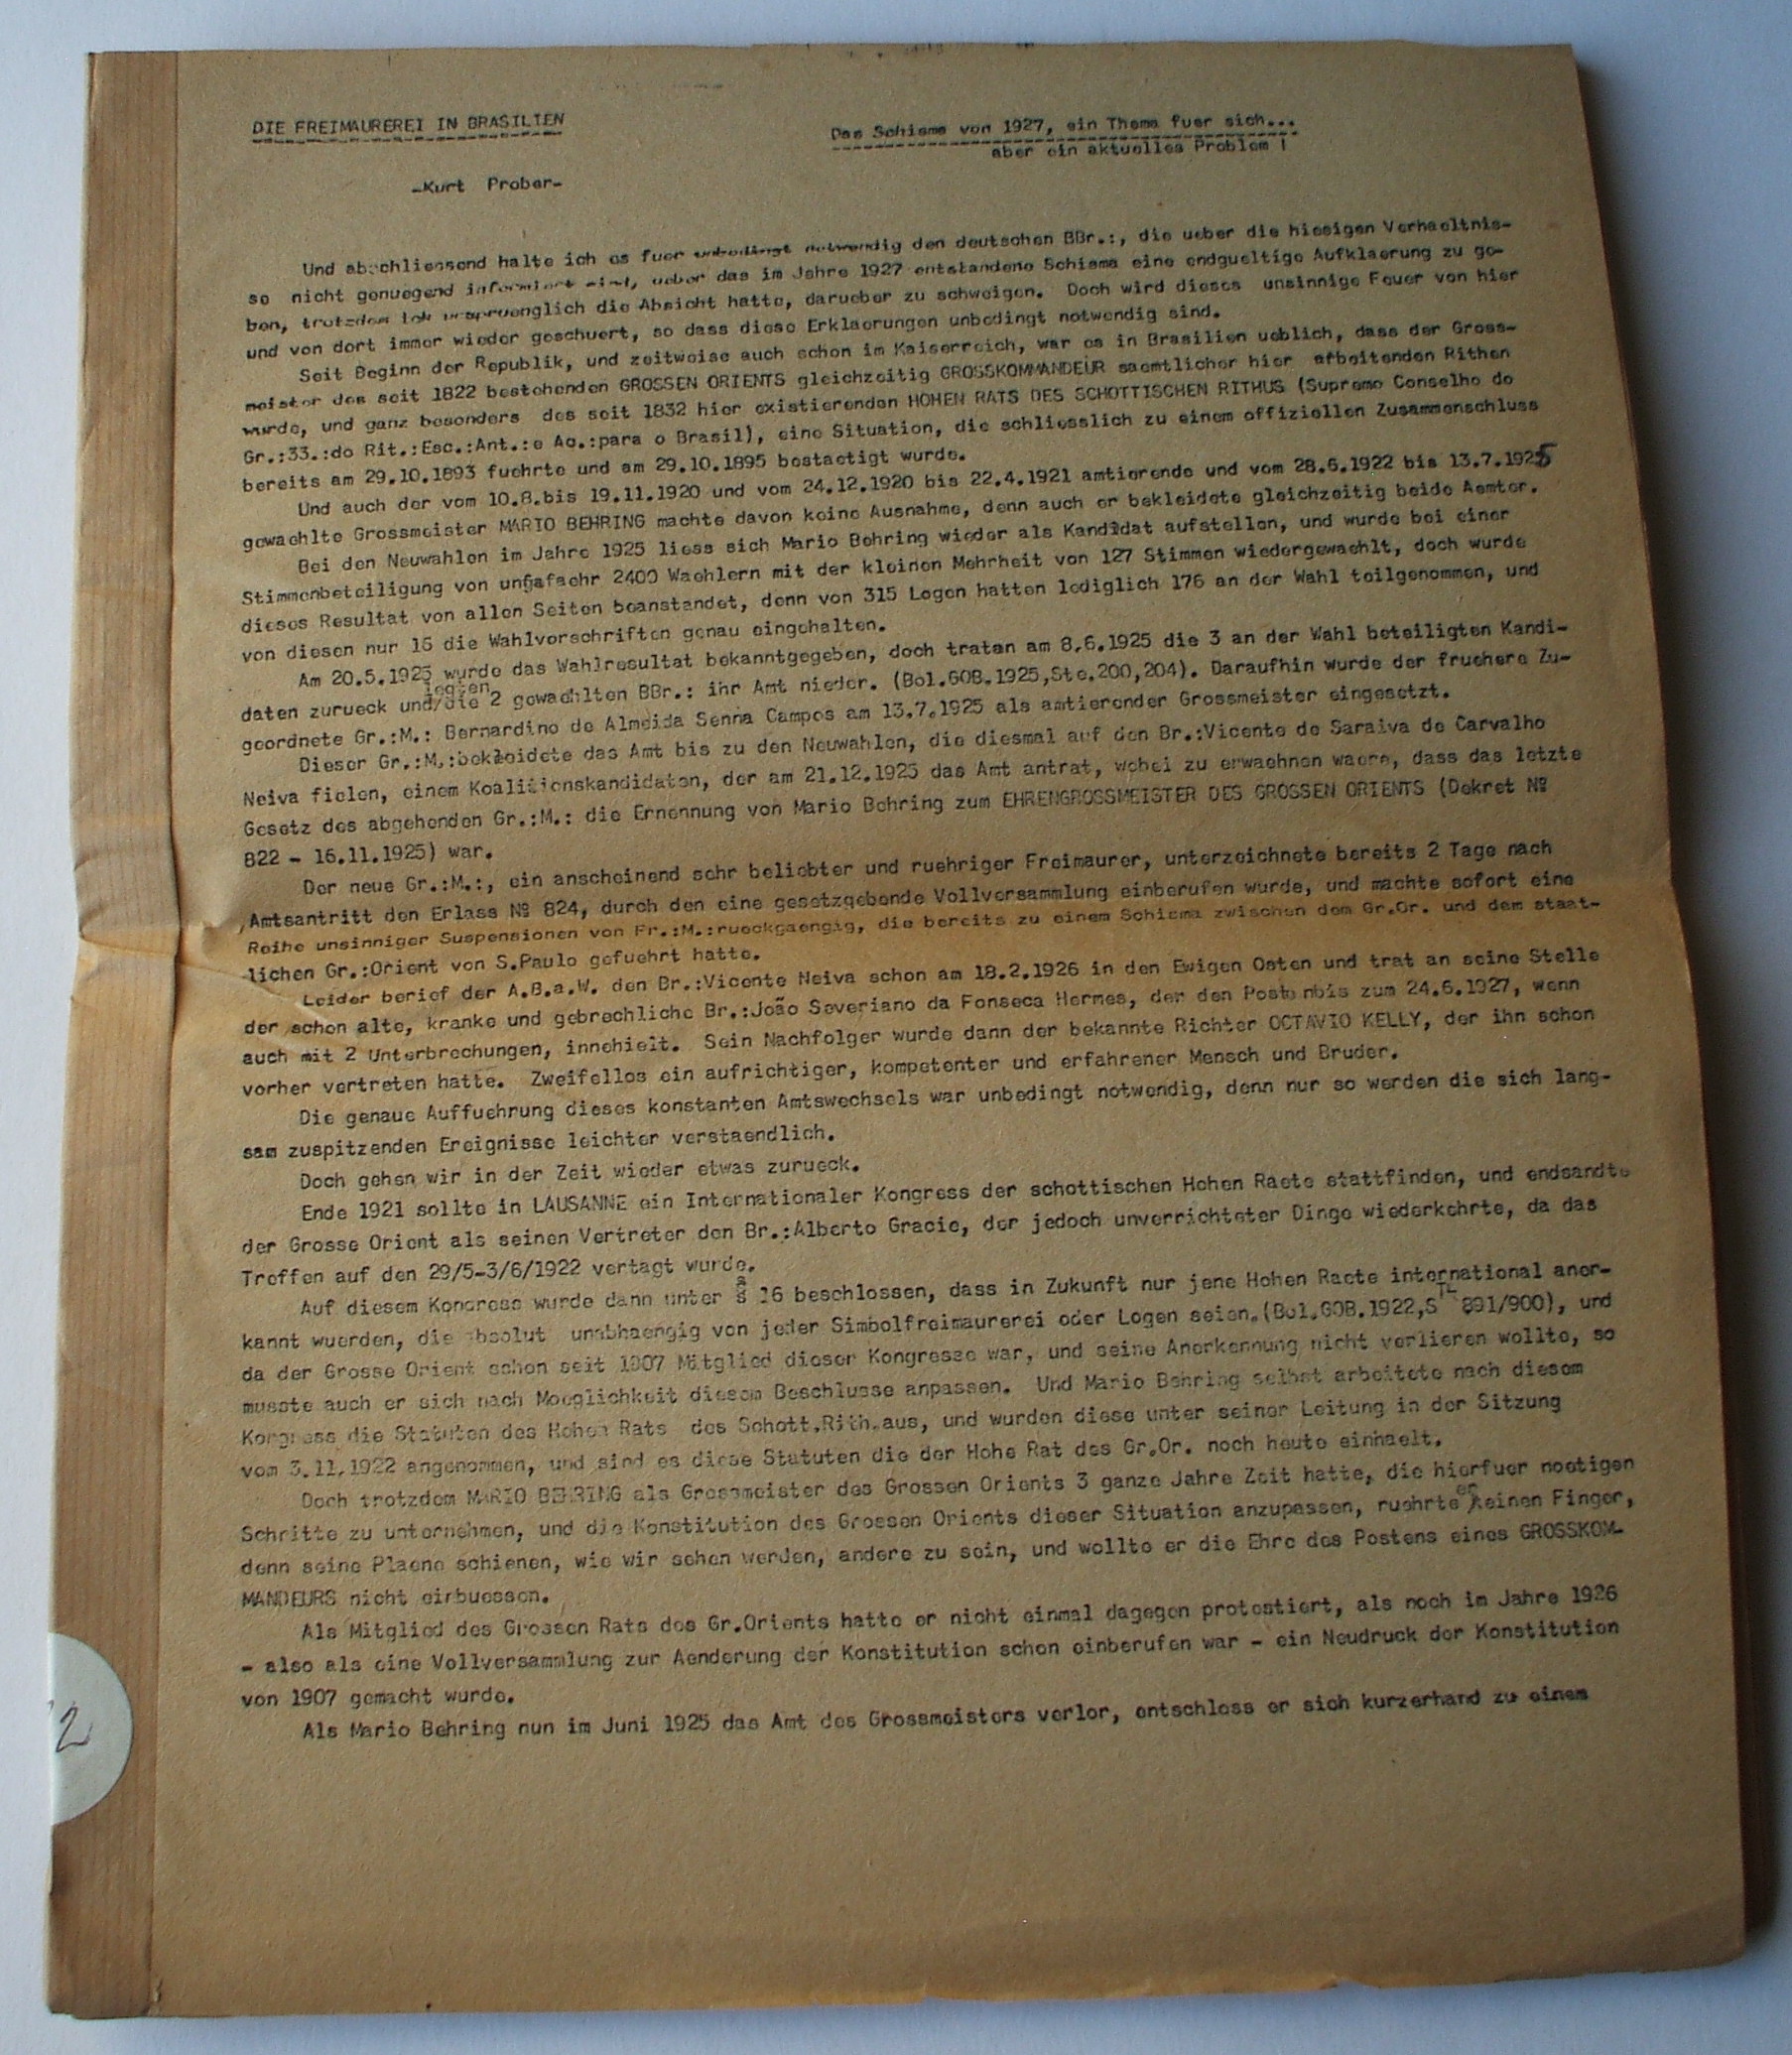 DIE FREIMAUREREI IN BRASILIEN
Das Schisma von 1927, ein Thema fuer sich...
aber ein aktuelles Problem !
-Kurt Prober-
Und abschliessend halte ich es fuer unbedingt notwendig den deutschen BBr.:, die ueber die hiesigen Verhaeltnis-
se nicht genuegend informiert sind, ueber das im Jahre 1927 entstandene Schisma eine endgueltige Aufklaerung zu ge-
ben, trotzdem ich urspruenglich die Absicht hatte, darueber zu schweigen. Doch wird dieses unsinnige Feuer von hier
und von dort immer wieder geschuert, so dass diese Erklaerungen unbedingt notwendig sind.
Seit Beginn der Republik, und zeitweise auch schon im Kaiserreich, war es in Brasilien ueblich, dass der Gross-
meister des seit 1822 bestehenden GROSSEN ORIENTS gleichzeitig GROSSKOMMANDEUR saemtlicher hier arbeitenden Rithen
wurde, und ganz besonders des seit 1832 hier existierenden HOHEN RATS DES SCHOTTISCHEN RITHUS (Supremo Conselho do
Gr.:33.:do Rit.:Esc.:Ant.:e Ac.:para o Brasil), eine Situation, die schliesslich zu einem offiziellen Zusammenschluss
bereits am 29.10.1893 fuehrte und am 29.10.1895 bestaetigt wurde.
Und auch der vom 10.8.bis 19.11.1920 und vom 24.12.1920 bis 22.4.1921 amtierende und vom 28.6.1922 bis 13.7.1925
gewaehlte Grossmeister MARIO BEHRING machte davon keine Ausnahme, denn auch er bekleidete gleichzeitig beide Aemter.
Bei den Neuwahlen im Jahre 1925 liess sich Mario Behring wieder als Kandidat aufstellen, und wurde bei einer
Stimmenbeteiligung von ungafaehr 2400 Waehlern mit der kleinen Mehrheit von 127 Stimmen wiedergewaehlt, doch wurde
dieses Resultat von allen Seiten beanstandet, denn von 315 Logen hatten lediglich 176 an der Wahl teilgenommen, und
von diesen nur 16 die Wahlvorschriften genau eingehalten.
Am 20.5.1925 wurde das Wahlresultat bekanntgegeben, doch traten am 8.6.1925 die 3 an der Wahl beteiligten Kandi-
legten
daten zurueck und/die 2 gewaehlten BBr.: ihr Amt nieder. (Bol.GOB.1925,Ste.200,204). Daraufhin wurde der fruehere Zu-
geordnete Gr.:M.: Bernardino de Almeida Senna Campos am 13.7.1925 als amtierender Grossmeister eingesetzt.
Dieser Gr.:M.:bekleidete das Amt bis zu den Neuwahlen, die diesmal auf den Br.:Vicente de Saraiva de Carvalho
Neiva fielen, einem Koalitionskandidaten, der am 21.12.1925 das Amt antrat, wobei zu erwaehnen waere, dass das letzte
Gesetz des abgehenden Gr.:M.: die Ernennung von Mario Behring zum EHRENGROSSMEISTER DES GROSSEN ORIENTS (Dekret Nº
822 - 16.11.1925) war.
Der neue Gr.:M.:, ein anscheinend sehr beliebter und ruehriger Freimaurer, unterzeichnete bereits 2 Tage nach
Amtsantritt den Erlass Nº 824, durch den eine gesetzgebende Vollversammlung einberufen wurde, und machte sofort eine
Reihe unsinniger Suspensionen von Fr.:M.:rueckgaengig, die bereits zu einem Schisma zwischen dem Gr.Or. und dem staat-
lichen Gr.:Orient von S.Paulo gefuehrt hatte.
Leider berief der A.B.a.W. den Br.:Vicente Neiva schon am 18.2.1926 in den Ewigen Osten und trat an seine Stelle
der schon alte, kranke und gebrechliche Br.:João Severiano da Fonseca Hermes, der den Posten bis zum 24.6.1927, wenn
auch mit 2 Unterbrechungen, innehielt. Sein Nachfolger wurde dann der bekannte Richter OCTAVIO KELLY, der ihn schon
vorher vertreten hatte. Zweifellos ein aufrichtiger, kompetenter und erfahrener Mensch und Bruder.
Die genaue Auffuehrung dieses konstanten Amtswechsels war unbedingt notwendig, denn nur so werden die sich lang-
sam zuspitzenden Ereignisse leichter verstaendlich.
Doch gehen wir in der Zeit wieder etwas zurueck.
Ende 1921 sollte in LAUSANNE ein Internationaler Kongress der schottischen Hohen Raete stattfinden, und endsandte
der Grosse Orient als seinen Vertreter den Br.:Alberto Gracie, der jedoch unverrichteter Dinge wiederkehrte, da das
Treffen auf den 29/5-3/6/1922 vertagt wurde.
Auf diesem Kongress wurde dann unter § 16 beschlossen, dass in Zukunft nur jene Hohen Raete international aner-
kannt wuerden, die absolut unabhaengig von jeder Simbolfreimaurerei oder Logen seien.(Bol.GOB.1922,S 891/900), und
da der Grosse Orient schon seit 1907 Mitglied dieser Kongresse war, und seine Anerkennung nicht verlieren wollte, so
musste auch er sich nach Moeglichkeit diesem Beschlusse anpassen. Und Mario Behring selbst arbeitete nach diesem
Kongress die Statuten des Hohen Rats des Schott.Rith.aus, und wurden diese unter seiner Leitung in der Sitzung
vom 3.11.1922 angenommen, und sind es diese Statuten die der Hohe Rat des Gr.Or. noch heute einhaelt.
Doch trotzdem MARIO BEHRING als Grossmeister des Grossen Orients 3 ganze Jahre Zeit hatte, die hierfuer noetigen
Schritte zu unternehmen, und die Konstitution des Grossen Orients dieser Situation anzupassen, ruehrte er keinen Finger,
denn seine Plaene schienen, wie wir sehen werden, andere zu sein, und wollte er die Ehre des Postens eines GROSSKOM-
MANDEURS nicht einbuessen.
Als Mitglied des Grossen Rats des Gr.Orients hatte er nicht einmal dagegen protestiert, als noch im Jahre 1926
- also als eine Vollversammlung zur Aenderung der Konstitution schon einberufen war - ein Neudruck der Konstitution
von 1907 gemacht wurde.
Als Mario Behring nun im Juni 1925 das Amt des Grossmeisters verlor, entschloss er sich kurzerhand zu einem
2